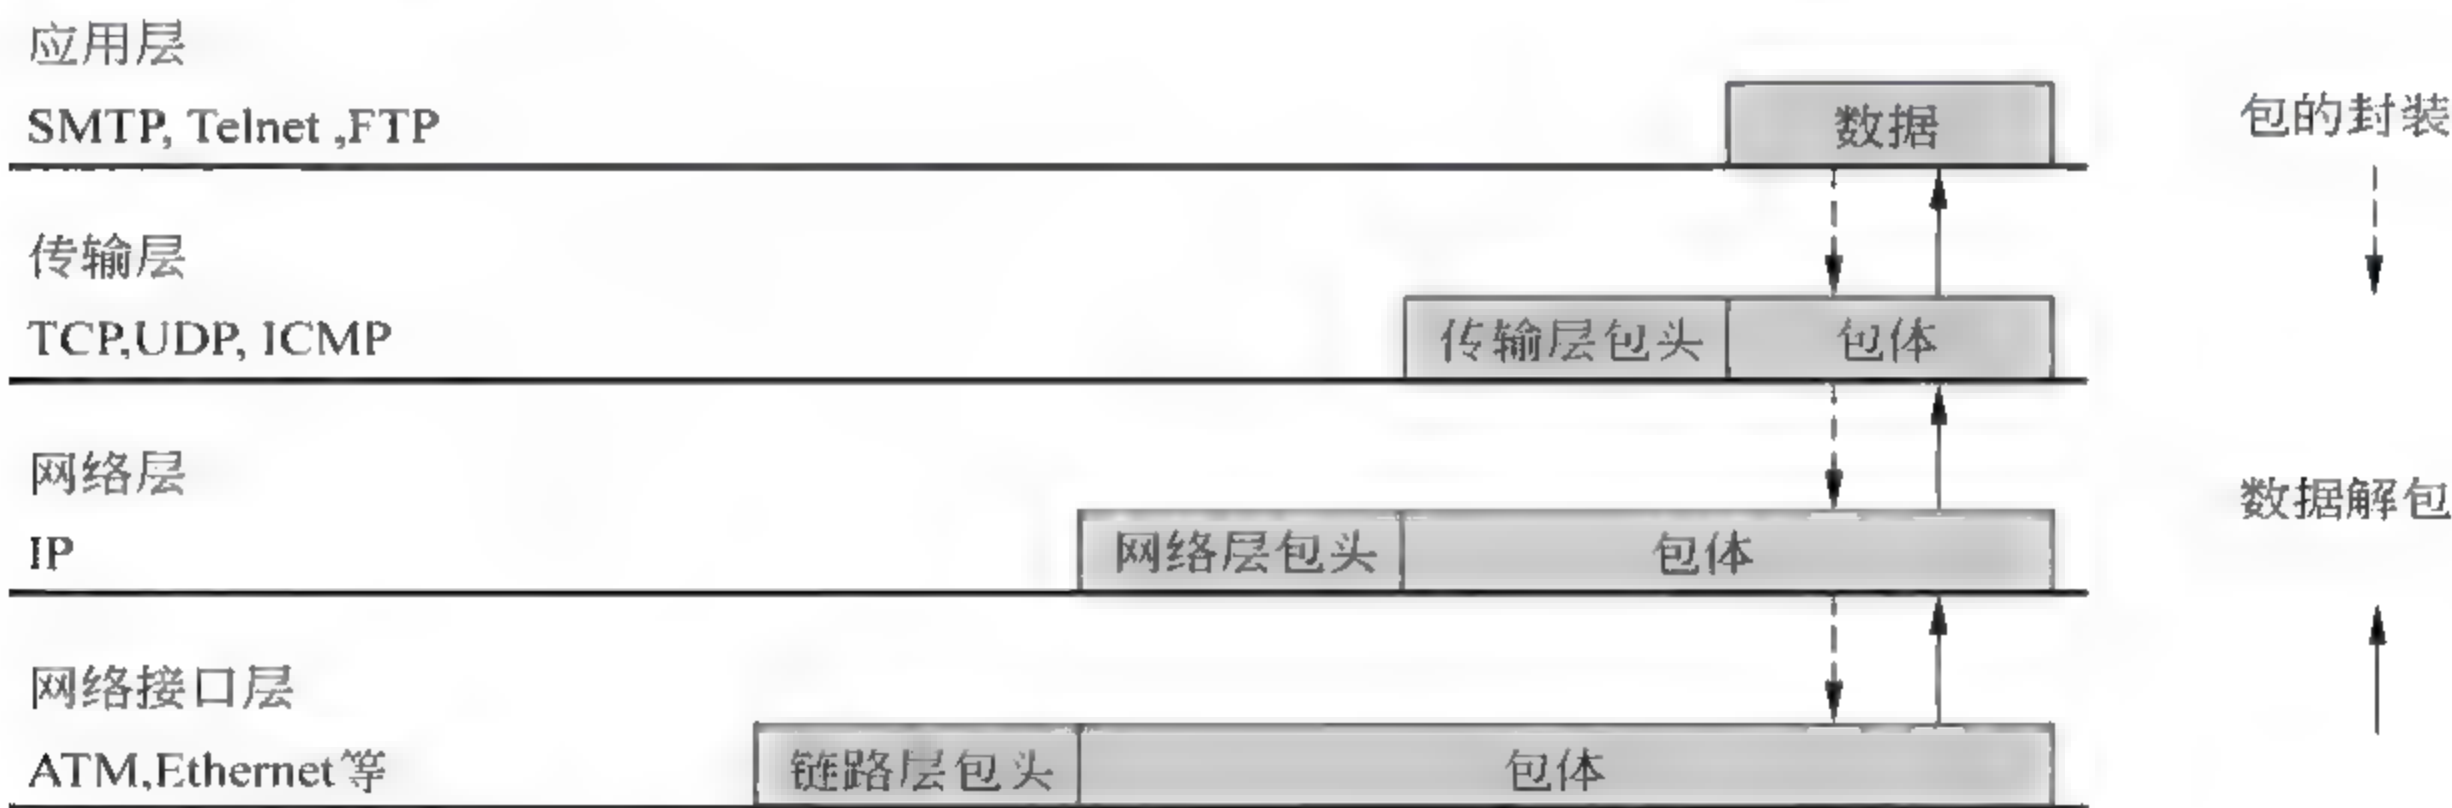 应用层
SMTP, Telnet ,FTP
数据
包的封装
传输层
TCP,UDP, ICMP
传输层包头
包体
网络层
IP
网络层包头
包体
数据解包
网络接口层
ATM,Ethernet等
链路层包头
包体